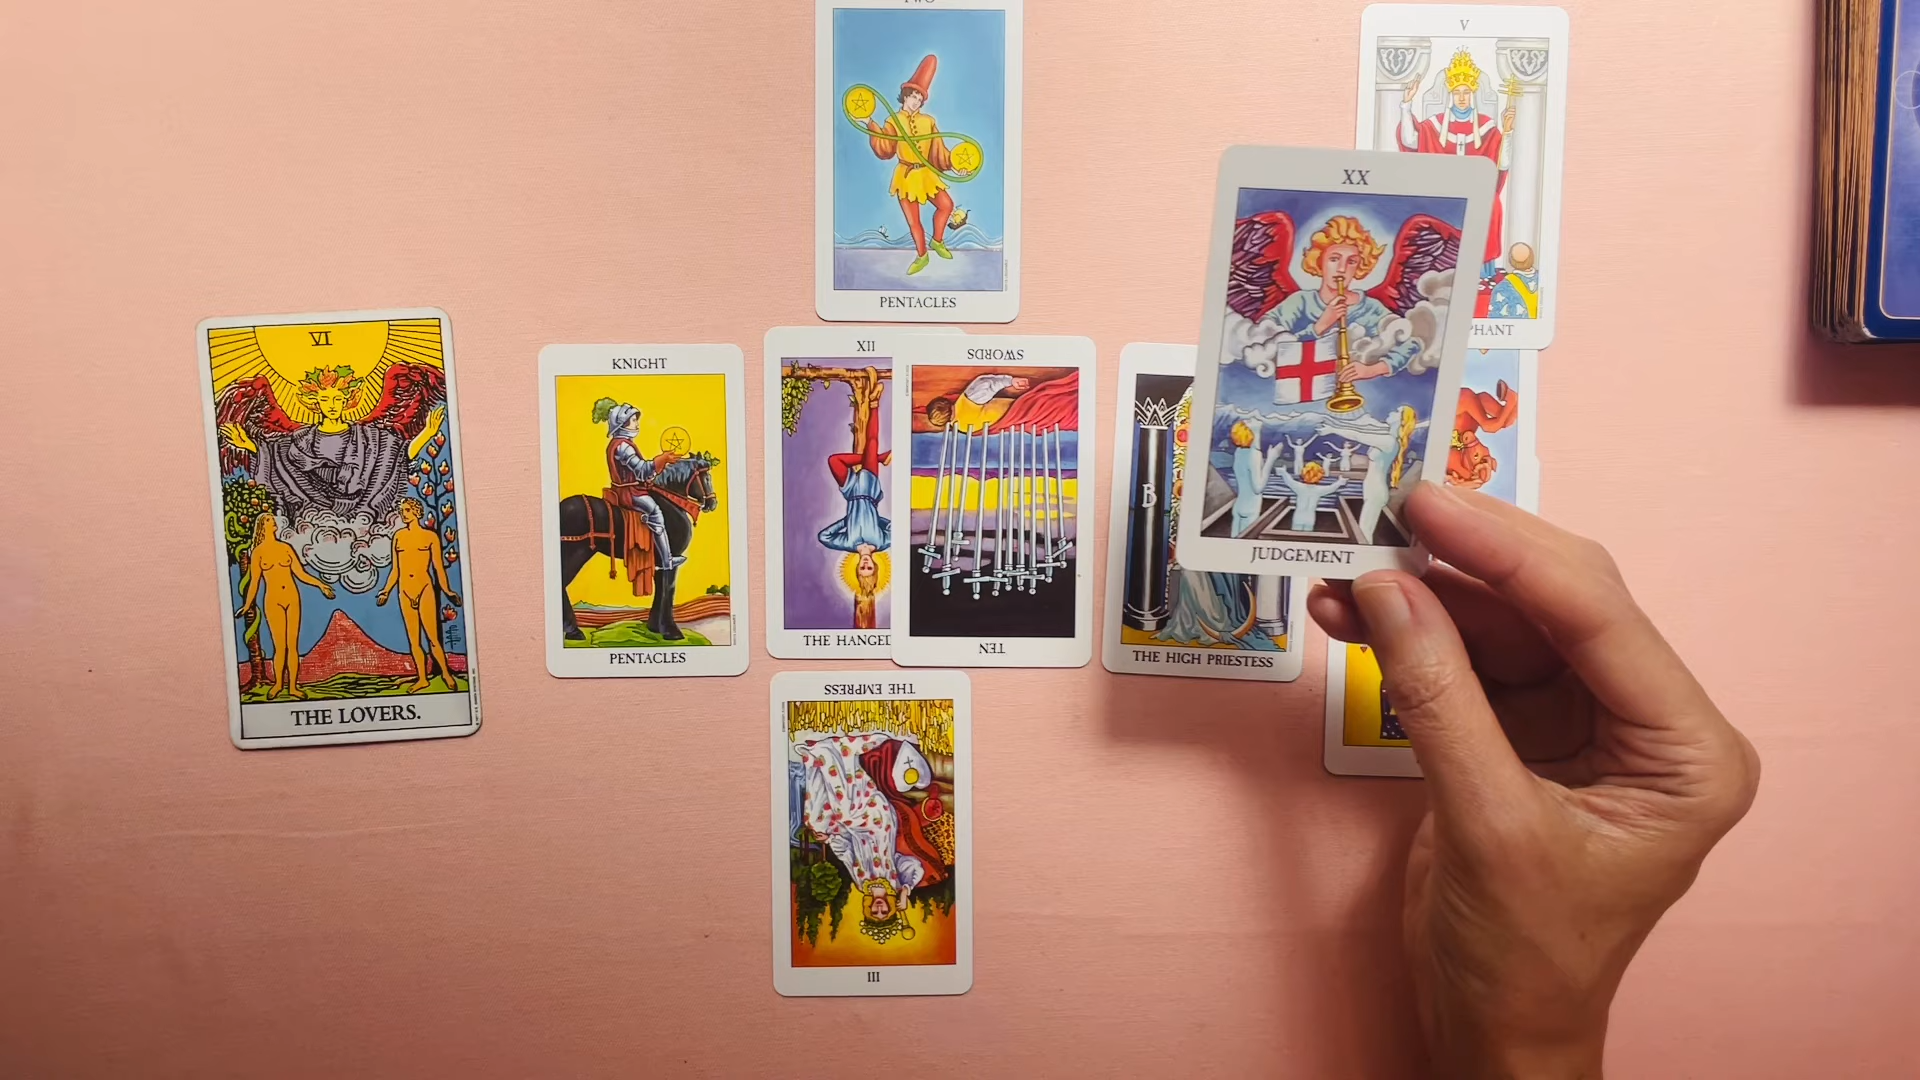 TWO
PENTACLES
V
PHANT
XX
JUDGEMENT
VI
THE LOVERS.
KNIGHT
PENTACLES
XII
THE HANGED
SWORDS
TEN
B
THE HIGH PRIESTESS
THE EMPRESS
III